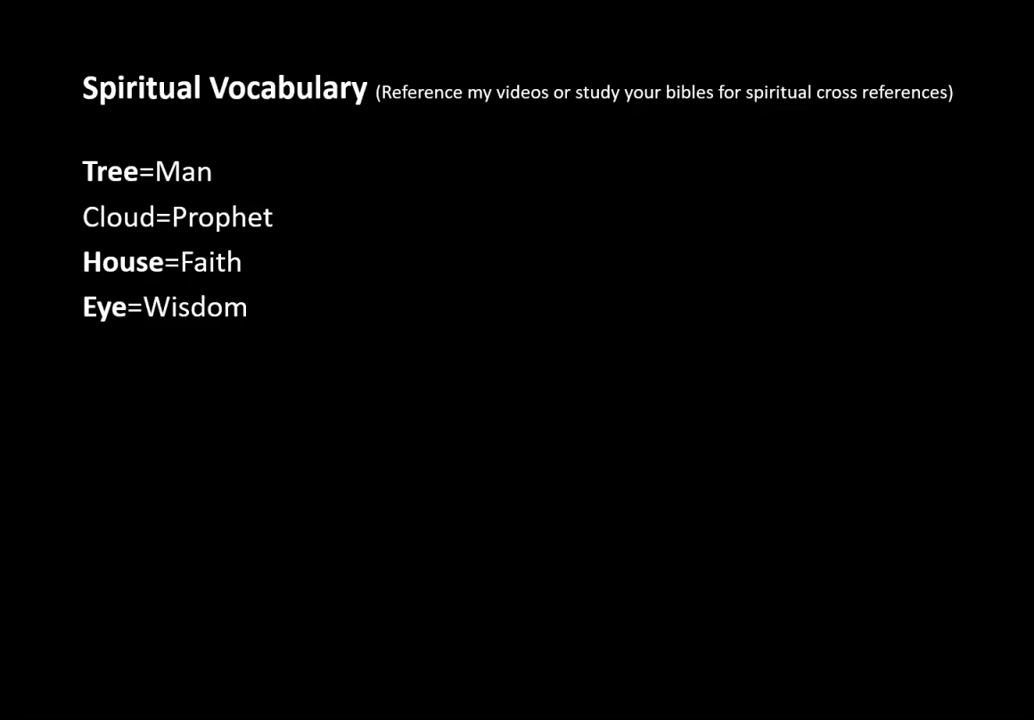 Spiritual Vocabulary (Reference my videos or study your bibles for spiritual cross references)
Tree=Man
Cloud=Prophet
House=Faith
Eye=Wisdom